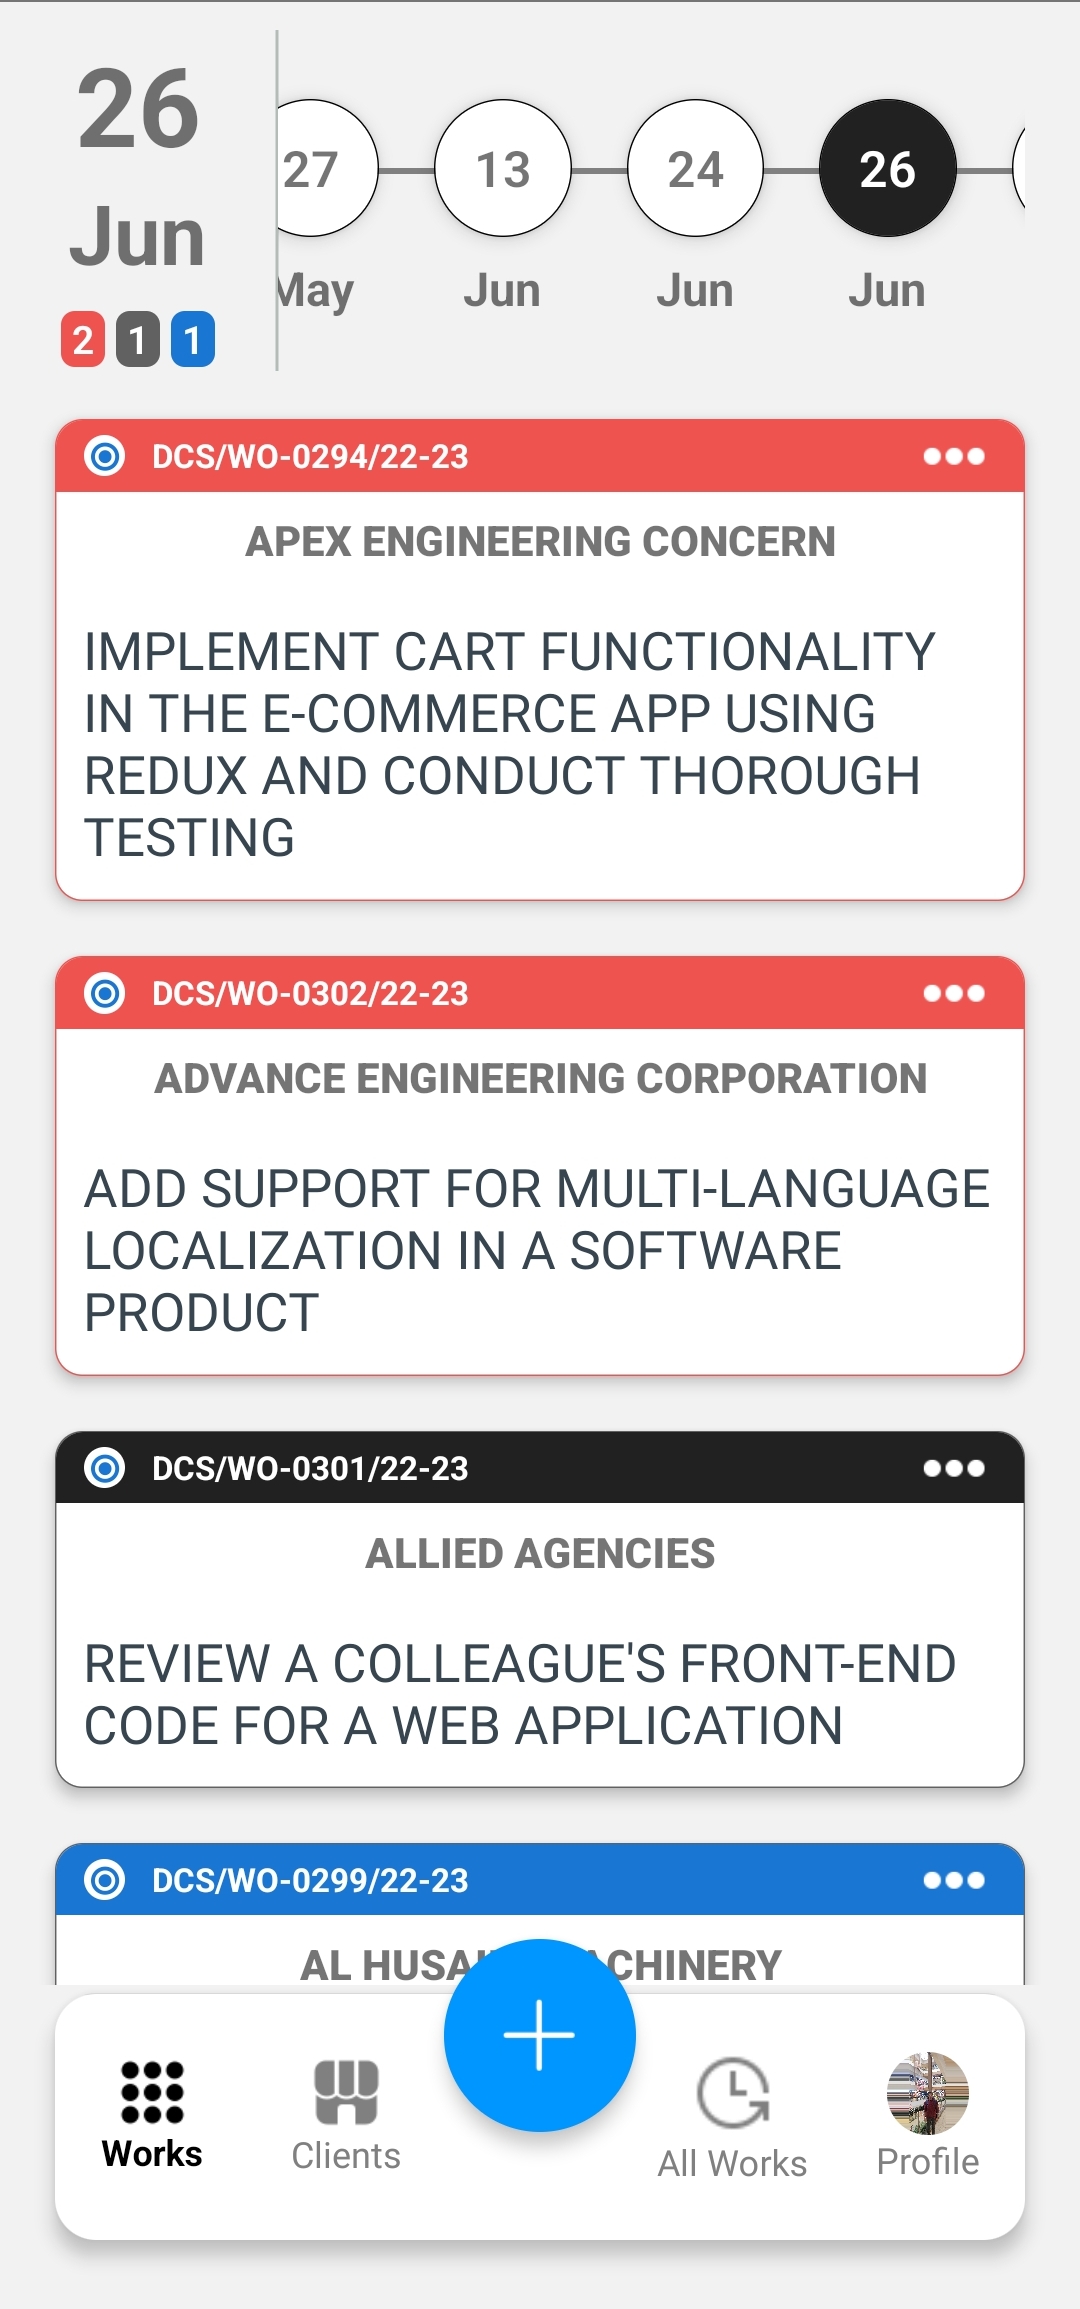 26
Jun
2 1 1
27 13 24 26
May Jun Jun Jun
DCS/WO-0294/22-23
APEX ENGINEERING CONCERN
IMPLEMENT CART FUNCTIONALITY
IN THE E-COMMERCE APP USING
REDUX AND CONDUCT THOROUGH
TESTING
DCS/WO-0302/22-23
ADVANCE ENGINEERING CORPORATION
ADD SUPPORT FOR MULTI-LANGUAGE
LOCALIZATION IN A SOFTWARE
PRODUCT
DCS/WO-0301/22-23
ALLIED AGENCIES
REVIEW A COLLEAGUE'S FRONT-END
CODE FOR A WEB APPLICATION
DCS/WO-0299/22-23
AL
Works Clients All Works Profile